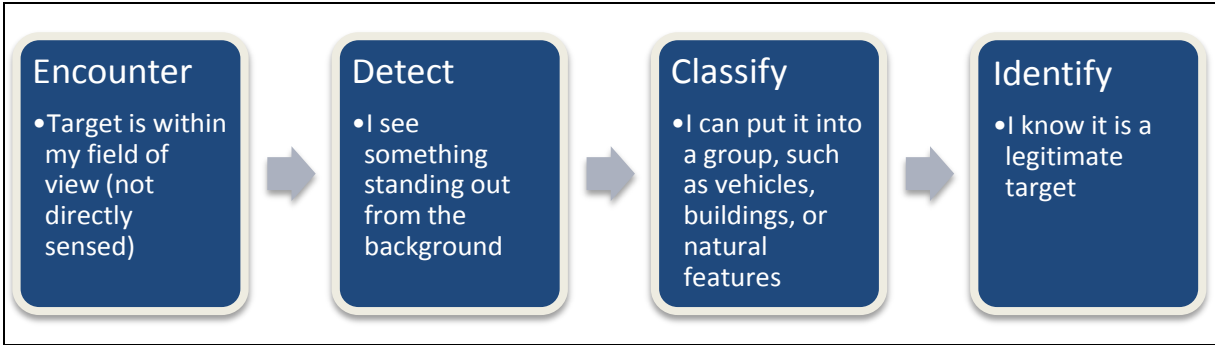 Encounter
•Target is within
my field of
view (not
directly
sensed)
Detect
•I see
something
standing out
from the
background
Classify
•I can put it into
a group, such
as vehicles,
buildings, or
natural
features
Identify
•I know it is a
legitimate
target